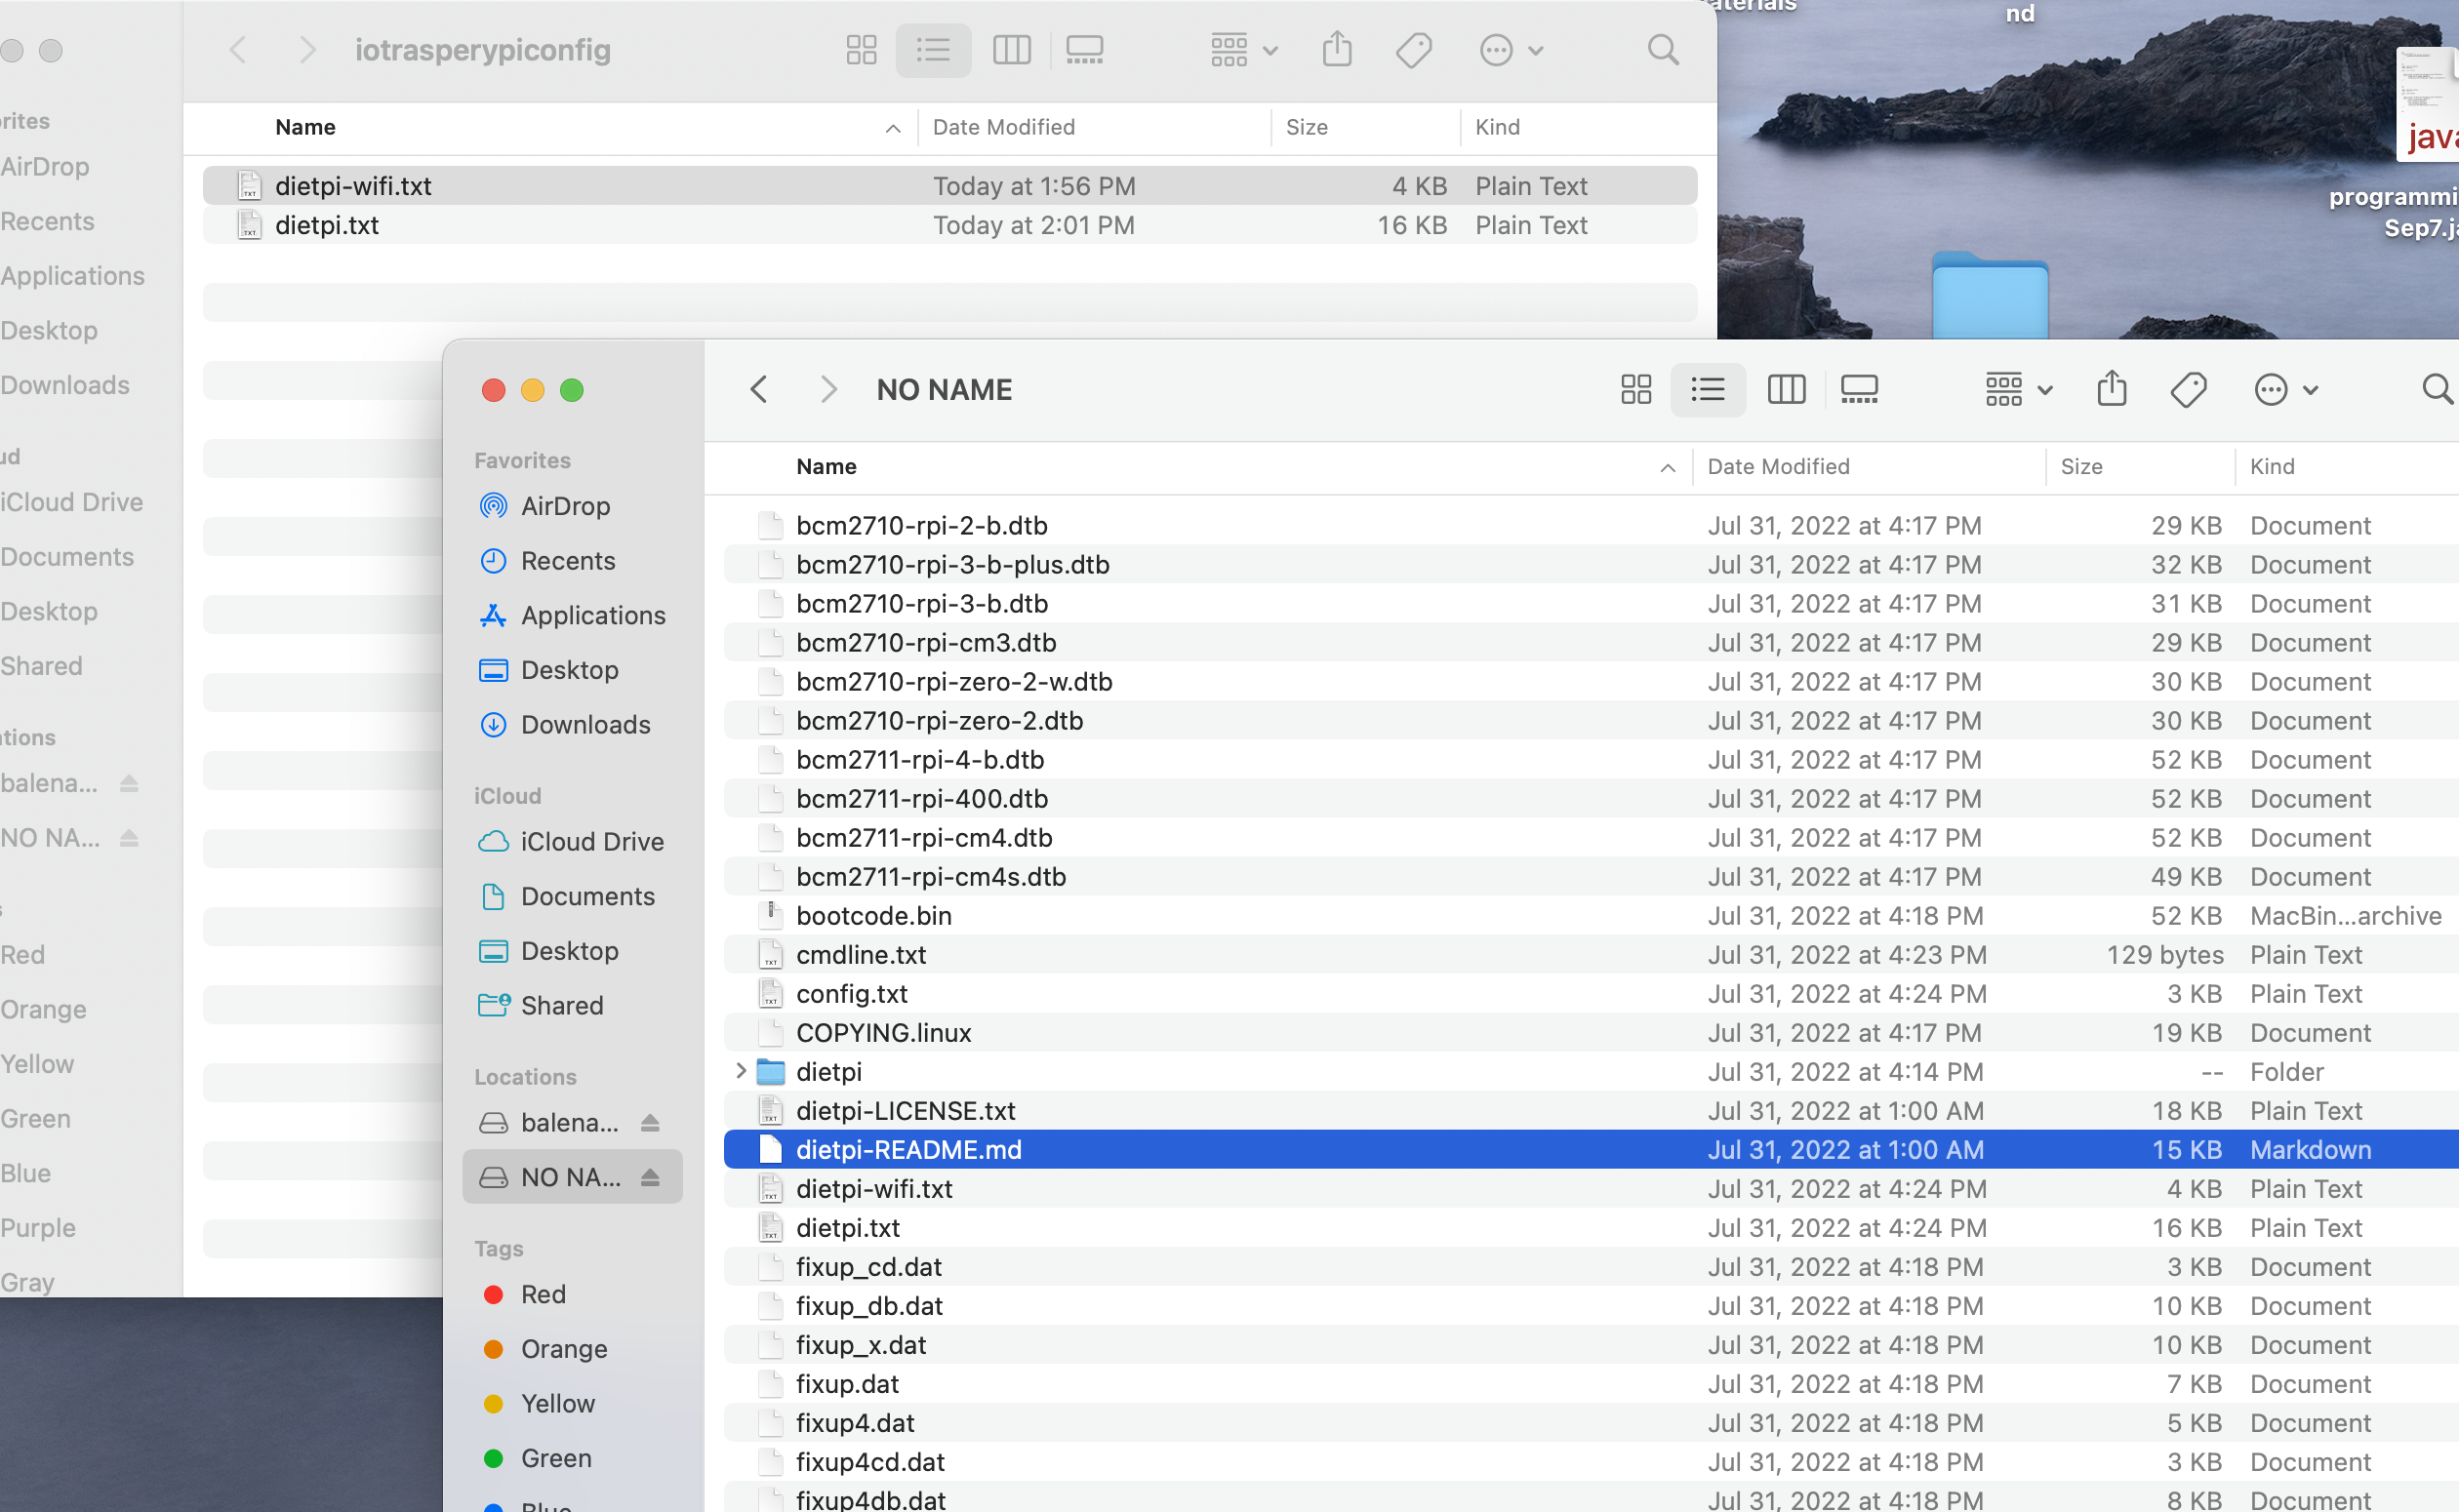 iotrasperypiconfig
Name Date Modified Size Kind
dietpi-wifi.txt Today at 1:56 PM 4 KB Plain Text
dietpi.txt Today at 2:01 PM 16 KB Plain Text
rites
AirDrop
Recents
Applications
Desktop
Downloads
ud
iCloud Drive
Documents
Desktop
Shared
tions
balena...
NO NA...
s
Red
Orange
Yellow
Green
Blue
Purple
Gray
aterials
nd
java
programmi
Sep7.ja
NO NAME
Favorites
AirDrop
Recents
Applications
Desktop
Downloads
iCloud
iCloud Drive
Documents
Desktop
Shared
Locations
balena...
NO NA...
Tags
Red
Orange
Yellow
Green
Blue
Name Date Modified Size Kind
bcm2710-rpi-2-b.dtb Jul 31, 2022 at 4:17 PM 29 KB Document
bcm2710-rpi-3-b-plus.dtb Jul 31, 2022 at 4:17 PM 32 KB Document
bcm2710-rpi-3-b.dtb Jul 31, 2022 at 4:17 PM 31 KB Document
bcm2710-rpi-cm3.dtb Jul 31, 2022 at 4:17 PM 29 KB Document
bcm2710-rpi-zero-2-w.dtb Jul 31, 2022 at 4:17 PM 30 KB Document
bcm2710-rpi-zero-2.dtb Jul 31, 2022 at 4:17 PM 30 KB Document
bcm2711-rpi-4-b.dtb Jul 31, 2022 at 4:17 PM 52 KB Document
bcm2711-rpi-400.dtb Jul 31, 2022 at 4:17 PM 52 KB Document
bcm2711-rpi-cm4.dtb Jul 31, 2022 at 4:17 PM 52 KB Document
bcm2711-rpi-cm4s.dtb Jul 31, 2022 at 4:17 PM 49 KB Document
bootcode.bin Jul 31, 2022 at 4:18 PM 52 KB MacBin...archive
cmdline.txt Jul 31, 2022 at 4:23 PM 129 bytes Plain Text
config.txt Jul 31, 2022 at 4:24 PM 3 KB Plain Text
COPYING.linux Jul 31, 2022 at 4:17 PM 19 KB Document
dietpi Jul 31, 2022 at 4:14 PM -- Folder
dietpi-LICENSE.txt Jul 31, 2022 at 1:00 AM 18 KB Plain Text
dietpi-README.md Jul 31, 2022 at 1:00 AM 15 KB Markdown
dietpi-wifi.txt Jul 31, 2022 at 4:24 PM 4 KB Plain Text
dietpi.txt Jul 31, 2022 at 4:24 PM 16 KB Plain Text
fixup_cd.dat Jul 31, 2022 at 4:18 PM 3 KB Document
fixup_db.dat Jul 31, 2022 at 4:18 PM 10 KB Document
fixup_x.dat Jul 31, 2022 at 4:18 PM 10 KB Document
fixup.dat Jul 31, 2022 at 4:18 PM 7 KB Document
fixup4.dat Jul 31, 2022 at 4:18 PM 5 KB Document
fixup4cd.dat Jul 31, 2022 at 4:18 PM 3 KB Document
fixup4db.dat Jul 31, 2022 at 4:18 PM 8 KB Document